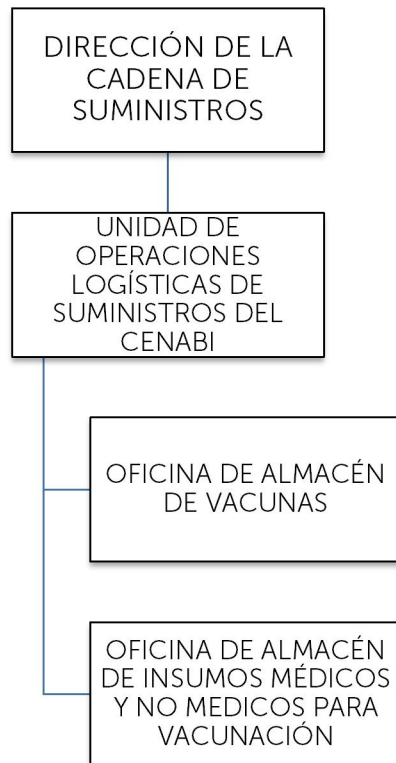 DIRECCIÓN DE LA
CADENA DE
SUMINISTROS
UNIDAD DE
OPERACIONES
LOGÍSTICAS DE
SUMINISTROS DEL
CENABI
OFICINA DE ALMACÉN
DE VACUNAS
OFICINA DE ALMACÉN
DE INSUMOS MÉDICOS
Y NO MEDICOS PARA
VACUNACIÓN